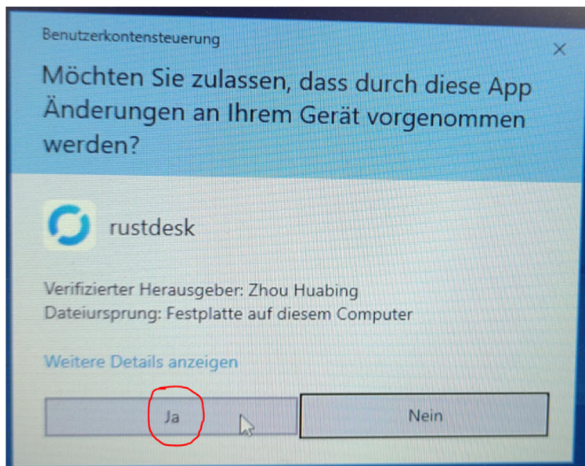 Benutzerkontensteuerung
Möchten Sie zulassen, dass durch diese App
Änderungen an Ihrem Gerät vorgenommen
werden?
rustdesk
Verifizierter Herausgeber: Zhou Huabing
Dateiursprung: Festplatte auf diesem Computer
Weitere Details anzeigen
Ja
Nein